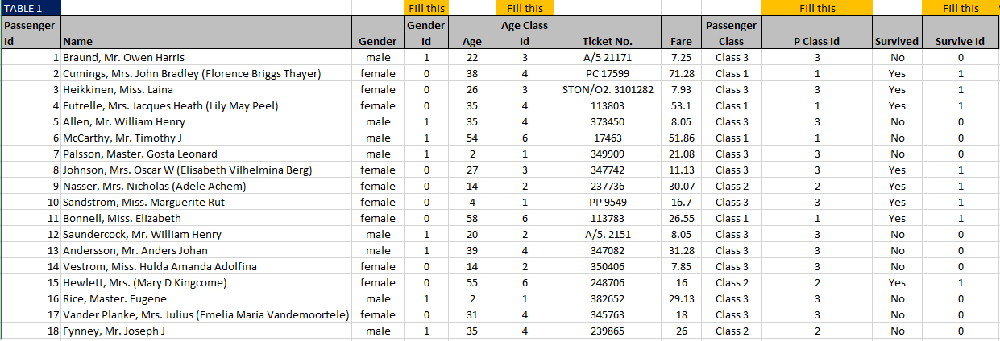 TABLE 1 Fill this Fill this Fill this Fill this
Passenger Id Name Gender Gender Id Age Age Class Id Ticket No. Fare Passenger Class P Class Id Survived Survive Id
1 Braund, Mr. Owen Harris male 1 22 3 A/5 21171 7.25 Class 3 3 No 0
2 Cumings, Mrs. John Bradley (Florence Briggs Thayer) female 0 38 4 PC 17599 71.28 Class 1 1 Yes 1
3 Heikkinen, Miss. Laina female 0 26 3 STON/O2. 3101282 7.93 Class 3 3 Yes 1
4 Futrelle, Mrs. Jacques Heath (Lily May Peel) female 0 35 4 113803 53.1 Class 1 1 Yes 1
5 Allen, Mr. William Henry male 1 35 4 373450 8.05 Class 3 3 No 0
6 McCarthy, Mr. Timothy J male 1 54 6 17463 51.86 Class 1 1 No 0
7 Palsson, Master. Gosta Leonard male 1 2 1 349909 21.08 Class 3 3 No 0
8 Johnson, Mrs. Oscar W (Elisabeth Vilhelmina Berg) female 0 27 3 347742 11.13 Class 3 3 Yes 1
9 Nasser, Mrs. Nicholas (Adele Achem) female 0 14 2 237736 30.07 Class 2 2 Yes 1
10 Sandstrom, Miss. Marguerite Rut female 0 4 1 PP 9549 16.7 Class 3 3 Yes 1
11 Bonnell, Miss. Elizabeth female 0 58 6 113783 26.55 Class 1 1 Yes 1
12 Saundercock, Mr. William Henry male 1 20 2 A/5. 2151 8.05 Class 3 3 No 0
13 Andersson, Mr. Anders Johan male 1 39 4 347082 31.28 Class 3 3 No 0
14 Vestrom, Miss. Hulda Amanda Adolfina female 0 14 2 350406 7.85 Class 3 3 No 0
15 Hewlett, Mrs. (Mary D Kingcome) female 0 55 6 248706 16 Class 2 2 Yes 1
16 Rice, Master. Eugene male 1 2 1 382652 29.13 Class 3 3 No 0
17 Vander Planke, Mrs. Julius (Emelia Maria Vandemoortele) female 0 31 4 345763 18 Class 3 3 No 0
18 Fynney, Mr. Joseph J male 1 35 4 239865 26 Class 2 2 No 0